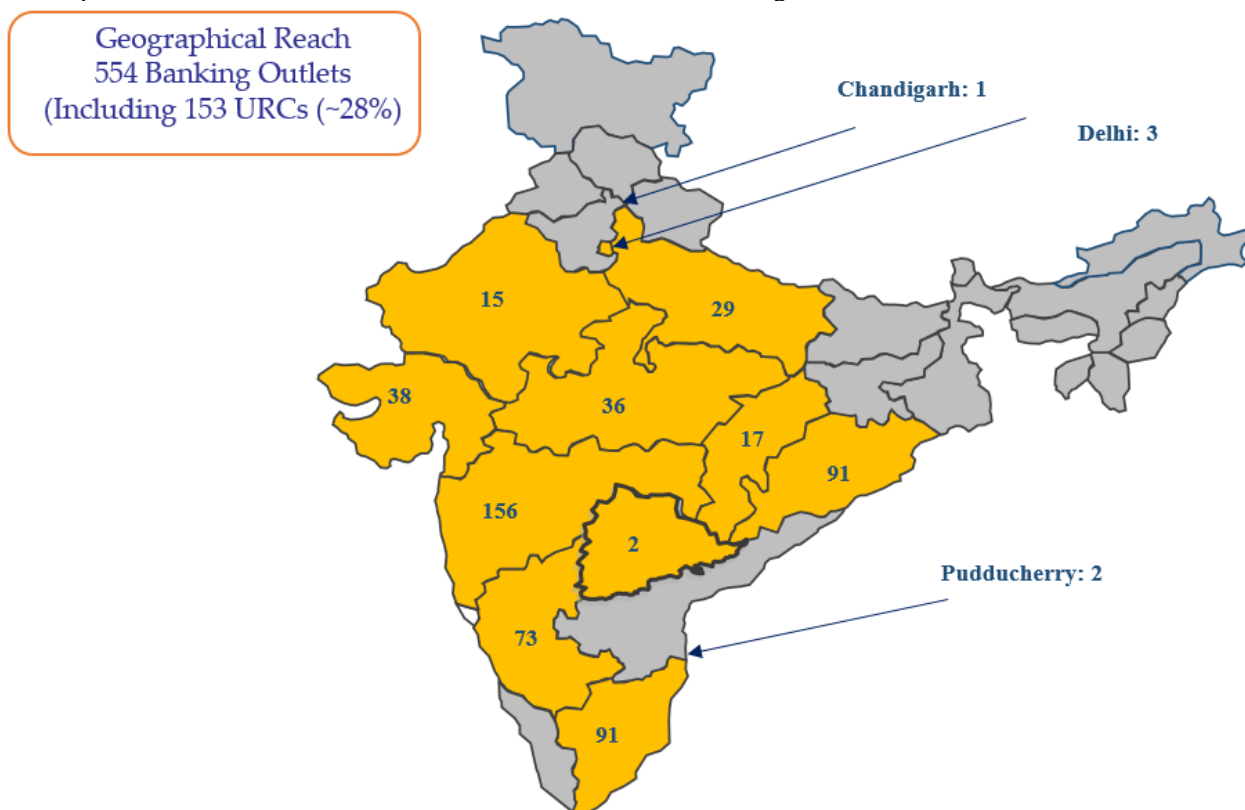 Geographical Reach
554 Banking Outlets
(Including 153 URCs (~28%)
Chandigarh: 1
Delhi: 3
15
29
38
36
17
91
156
2
Pudducherry: 2
73
91